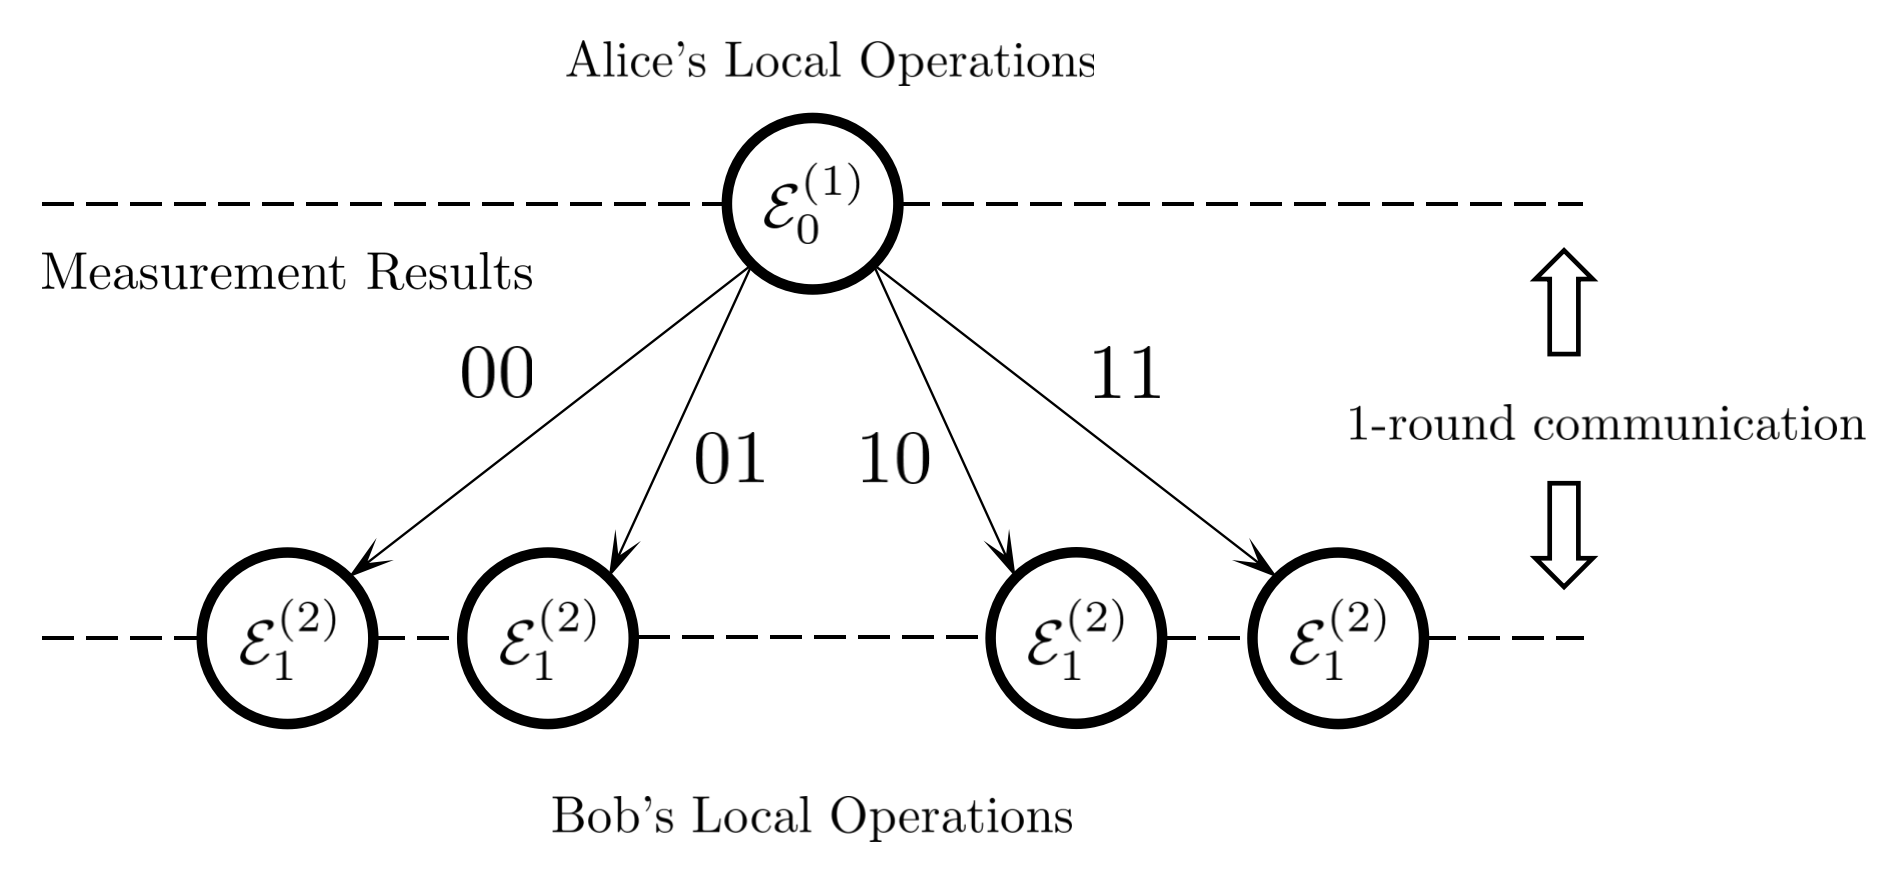 Alice's Local Operations
$\mathcal{E}_0^{(1)}$
Measurement Results
00
11
01
10
1-round communication
$\mathcal{E}_1^{(2)}$ $\mathcal{E}_1^{(2)}$ $\mathcal{E}_1^{(2)}$ $\mathcal{E}_1^{(2)}$
Bob's Local Operations